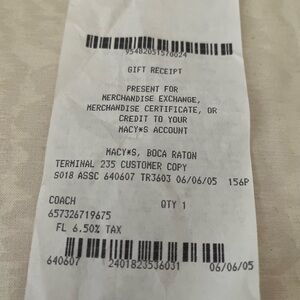 95482051570024
GIFT RECEIPT
PRESENT FOR
MERCHANDISE EXCHANGE,
MERCHANDISE CERTIFICATE, OR
CREDIT TO YOUR
MACY*S ACCOUNT
MACY*S, BOCA RATON
TERMINAL 235 CUSTOMER COPY
S018 ASSC 640607 TR3603 06/06/05 156P
COACH QTY 1
657326719675
FL 6.50% TAX
640607 2401823536031 06/06/05